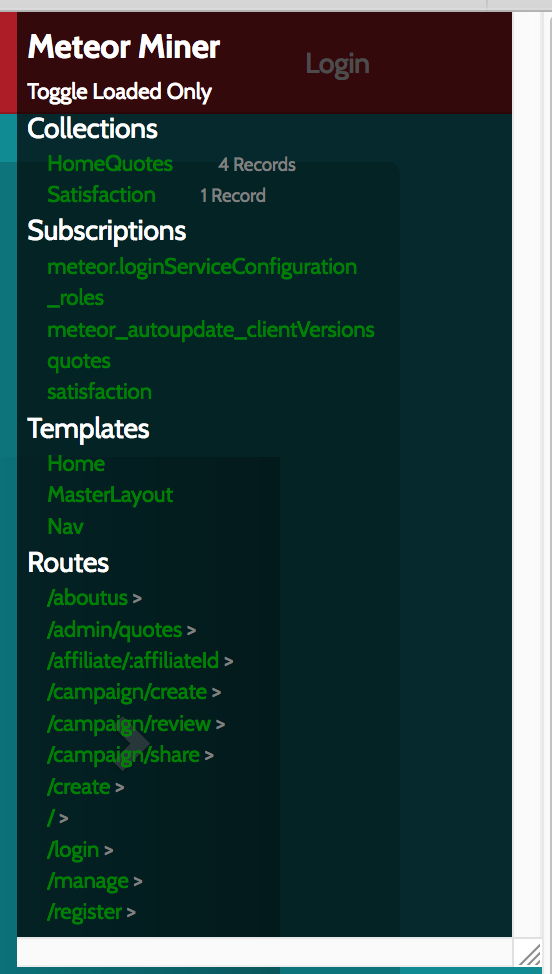 Meteor Miner
Login
Toggle Loaded Only
Collections
HomeQuotes 4 Records
Satisfaction 1 Record
Subscriptions
meteor.loginServiceConfiguration
_roles
meteor_autoupdate_clientVersions
quotes
satisfaction
Templates
Home
MasterLayout
Nav
Routes
/aboutus >
/admin/quotes >
/affiliate/:affiliateId >
/campaign/create >
/campaign/review >
/campaign/share >
/create >
/ >
/login >
/manage >
/register >